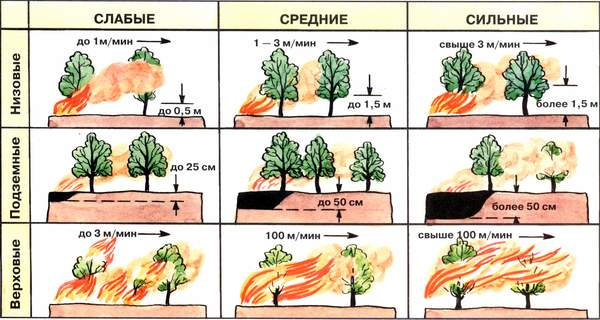 СЛАБЫЕ СРЕДНИЕ СИЛЬНЫЕ
Низовые
до 1м/мин
до 0,5 м
1 – 3 м/мин
до 1,5 м
свыше 3 м/мин
более 1,5 м
Подземные
до 25 см
до 50 см
более 50 см
Верховые
до 3 м/мин
100 м/мин
свыше 100 м/мин